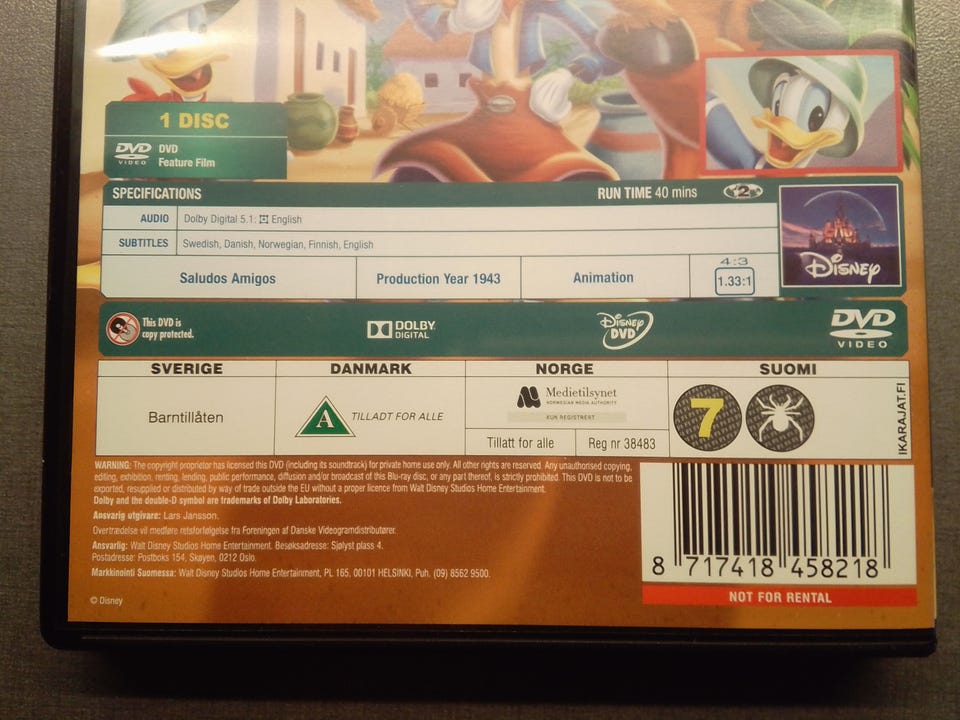 1 DISC
DVD VIDEO
DVD
Feature Film
SPECIFICATIONS
RUN TIME 40 mins
2
AUDIO Dolby Digital 5.1: English
SUBTITLES Swedish, Danish, Norwegian, Finnish, English
Saludos Amigos
Production Year 1943
Animation
4:3
1.33:1
DISNEY
This DVD is
copy protected.
DOLBY
DIGITAL
DISNEY
DVD
DVD
VIDEO
SVERIGE
DANMARK
NORGE
SUOMI
Barntillåten
A
TILLADT FOR ALLE
Medietilsynet
NORWEGIAN MEDIA AUTHORITY
KUN REGISTRERT
Tillatt for alle
Reg nr 38483
7
IKARAJAT.FI
WARNING: The copyright proprietor has licensed this DVD (including its soundtrack) for private home use only. All other rights are reserved. Any unauthorised copying,
editing, exhibition, renting, lending, public performance, diffusion and/or broadcast of this Blu-ray disc, or any part thereof, is strictly prohibited. This DVD is not to be
exported, resupplied or distributed by way of trade outside the EU without a proper licence from Walt Disney Studios Home Entertainment.
Dolby and the double-D symbol are trademarks of Dolby Laboratories.
Ansvarig utgivare: Lars Jansson.
Overtrædelse vil medføre retsforfølgelse fra Foreningen af Danske Videogramdistributører.
Ansvarlig: Walt Disney Studios Home Entertainment. Besøksadresse: Sjølyst plass 4.
Postadresse: Postboks 154, Skøyen, 0212 Oslo.
Markkinointi Suomessa: Walt Disney Studios Home Entertainment, PL 165, 00101 HELSINKI, Puh. (09) 8562 9500.
© Disney
8 717418 458218
NOT FOR RENTAL